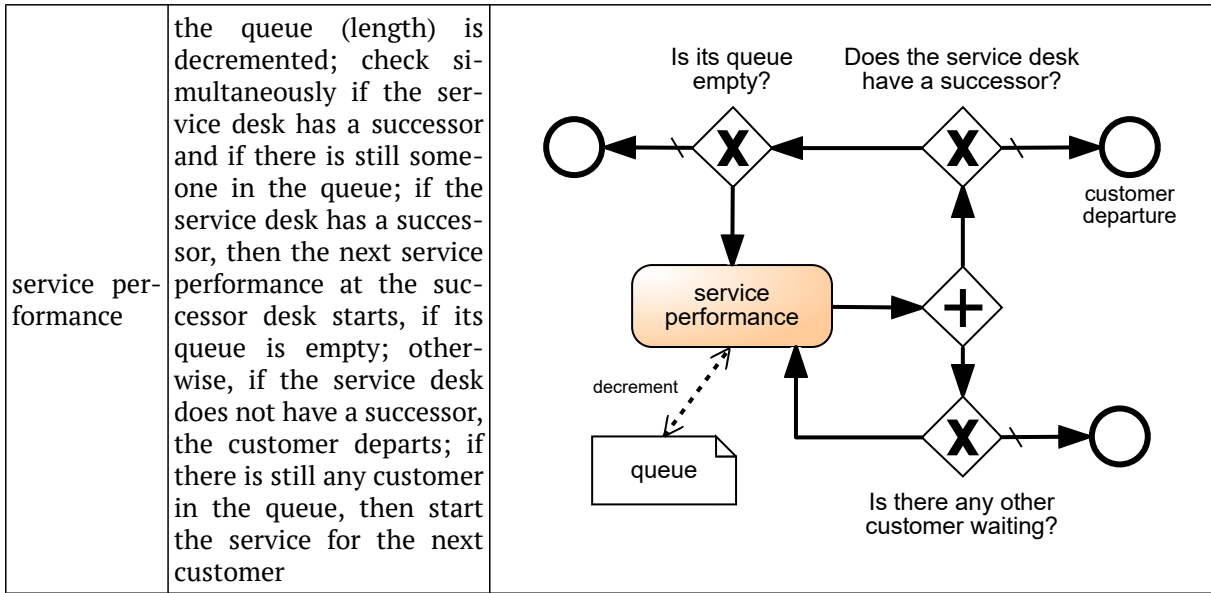 service per-
formance
the queue (length) is
decremented; check si-
multaneously if the ser-
vice desk has a successor
and if there is still some-
one in the queue; if the
service desk has a succes-
sor, then the next service
performance at the suc-
cessor desk starts, if its
queue is empty; other-
wise, if the service desk
does not have a successor,
the customer departs; if
there is still any customer
in the queue, then start
the service for the next
customer
Is its queue
empty?
Does the service desk
have a successor?
customer
departure
service
performance
decrement
queue
Is there any other
customer waiting?